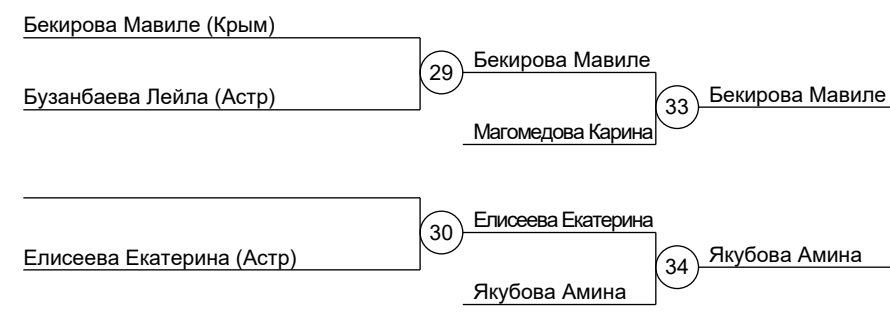 Бекирова Мавиле (Крым)
29
Бекирова Мавиле
Бузанбаева Лейла (Астр)
33
Бекирова Мавиле
Магомедова Карина
30
Елисеева Екатерина
Елисеева Екатерина (Астр)
34
Якубова Амина
Якубова Амина